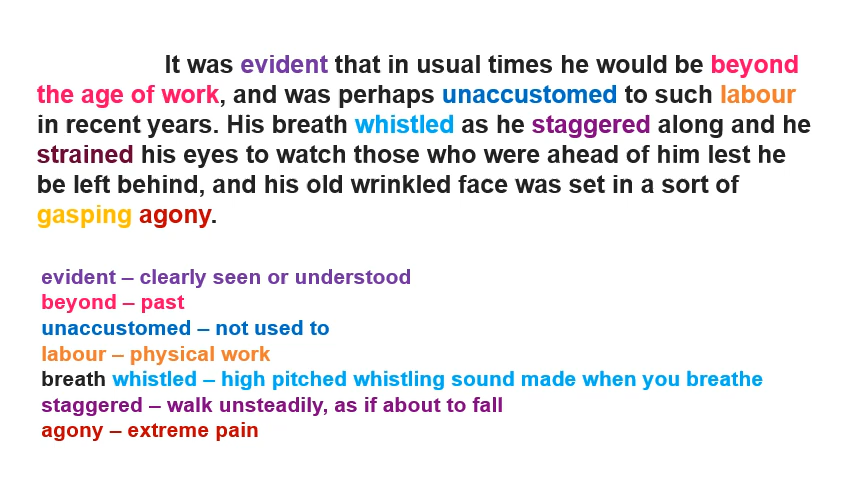 It was evident that in usual times he would be beyond
the age of work, and was perhaps unaccustomed to such labour
in recent years. His breath whistled as he staggered along and he
strained his eyes to watch those who were ahead of him lest he
be left behind, and his old wrinkled face was set in a sort of
gasping agony.
evident – clearly seen or understood
beyond – past
unaccustomed – not used to
labour – physical work
breath whistled – high pitched whistling sound made when you breathe
staggered – walk unsteadily, as if about to fall
agony – extreme pain